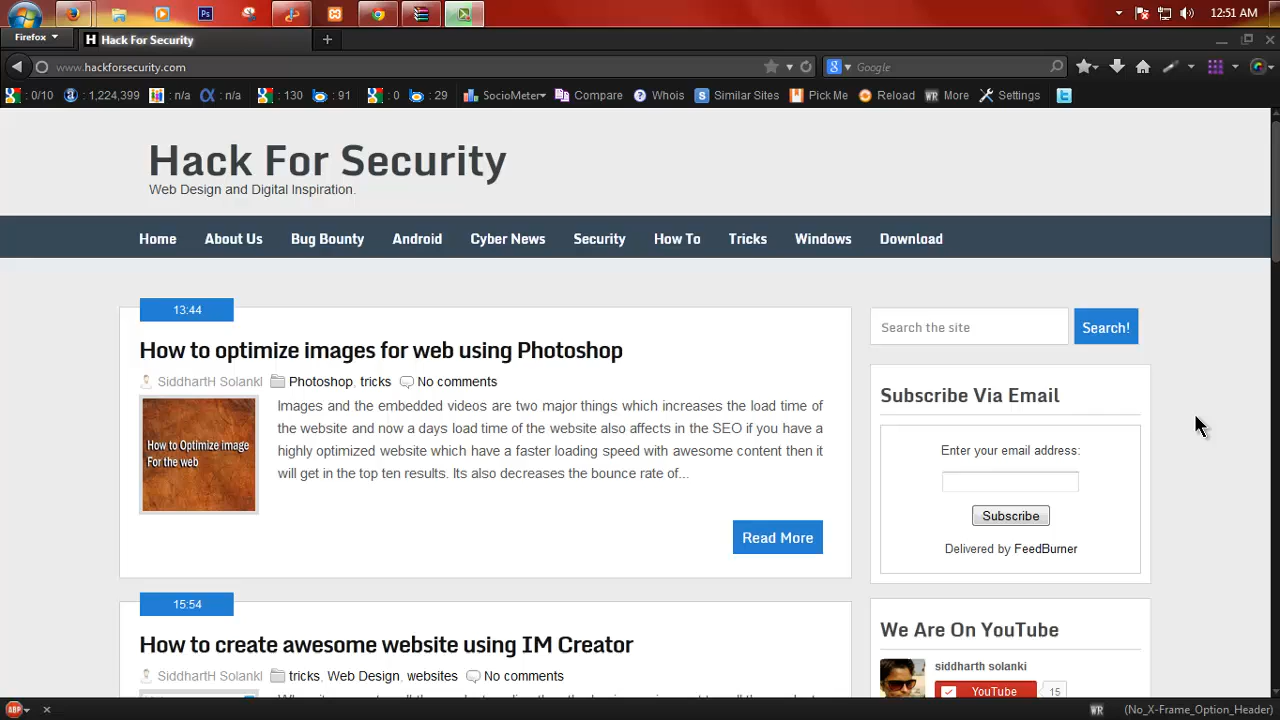 12:51 AM
Firefox
Hack For Security
www.hackforsecurity.com
Google
: 0/10 : 1,224,399 : n/a : n/a : 130 : 91 : 0 : 29 SocioMeter Compare Whois Similar Sites Pick Me Reload More Settings
Hack For Security
Web Design and Digital Inspiration.
Home About Us Bug Bounty Android Cyber News Security How To Tricks Windows Download
13:44
How to optimize images for web using Photoshop
SiddhartH Solanki Photoshop, tricks No comments
How to Optimize image
For the web
Images and the embedded videos are two major things which increases the load time of
the website and now a days load time of the website also affects in the SEO if you have a
highly optimized website which have a faster loading speed with awesome content then it
will get in the top ten results. Its also decreases the bounce rate of...
Read More
15:54
How to create awesome website using IM Creator
SiddhartH Solanki tricks, Web Design, websites No comments
Search the site
Search!
Subscribe Via Email
Enter your email address:
Subscribe
Delivered by FeedBurner
We Are On YouTube
siddharth solanki
YouTube 15
ABP
WR (No_X-Frame_Option_Header)